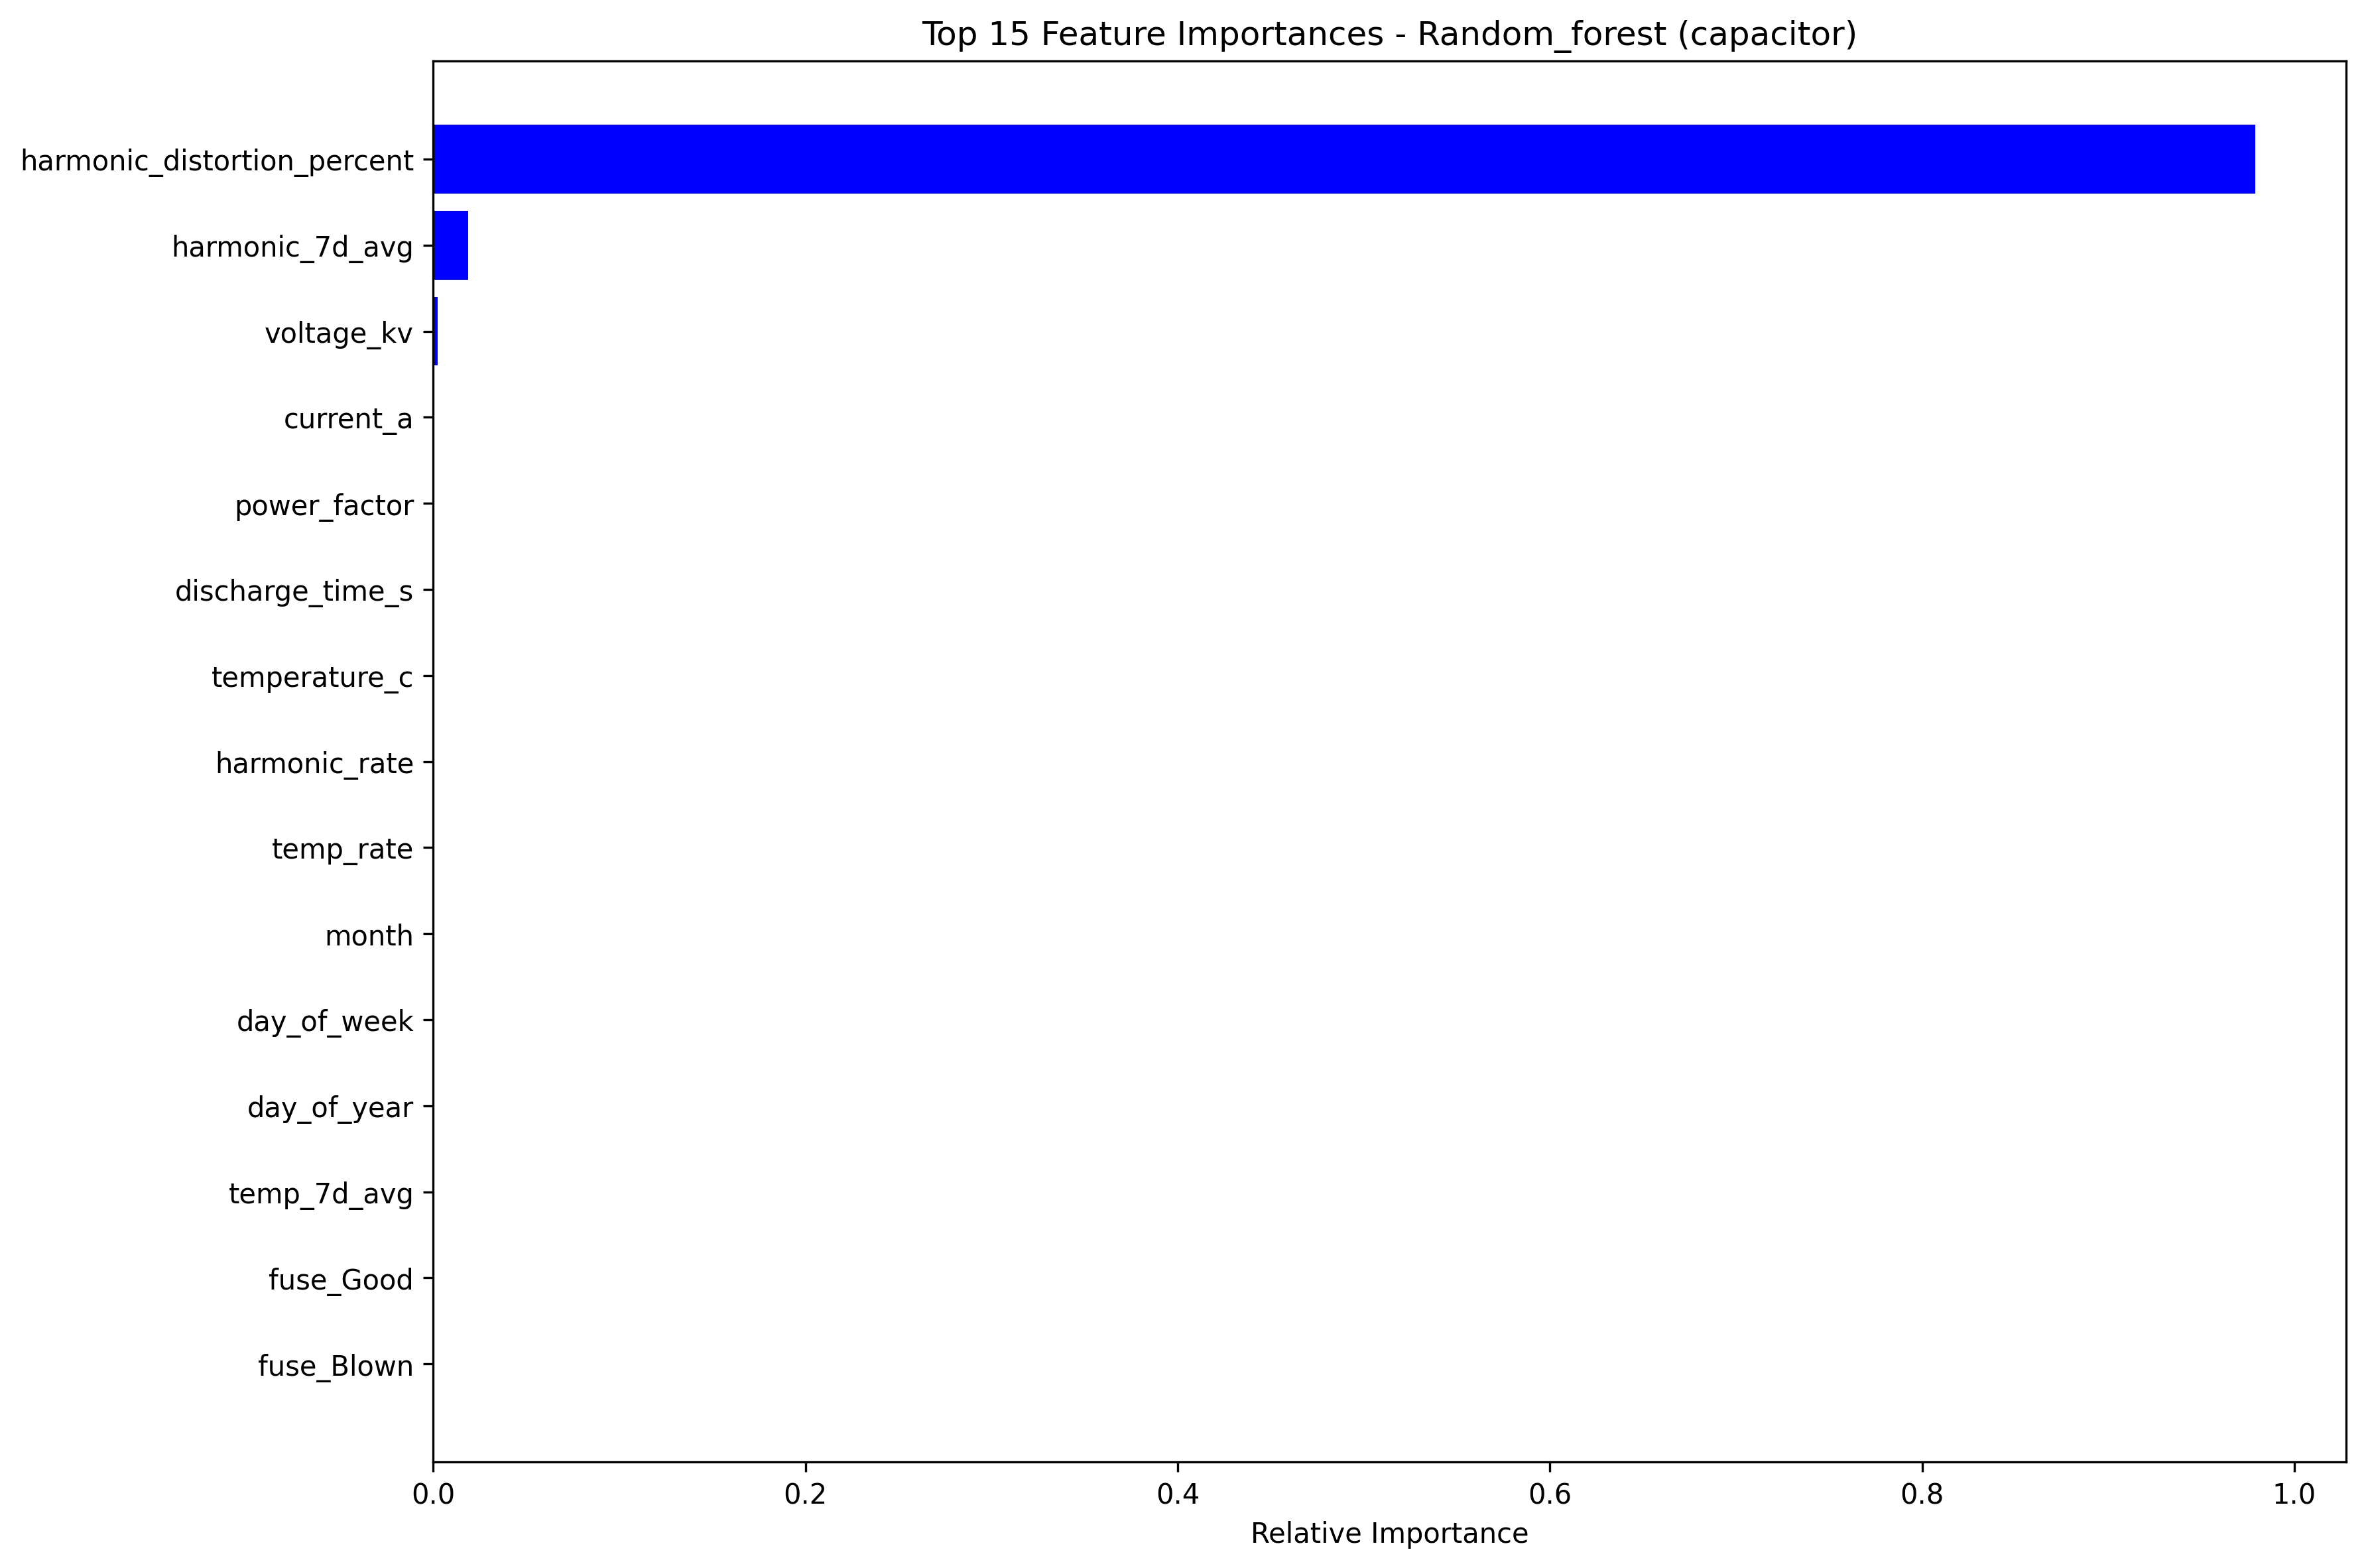 Top 15 Feature Importances - Random_forest (capacitor)
harmonic_distortion_percent
harmonic_7d_avg
voltage_kv
current_a
power_factor
discharge_time_s
temperature_c
harmonic_rate
temp_rate
month
day_of_week
day_of_year
temp_7d_avg
fuse_Good
fuse_Blown
0.0 0.2 0.4 0.6 0.8 1.0
Relative Importance